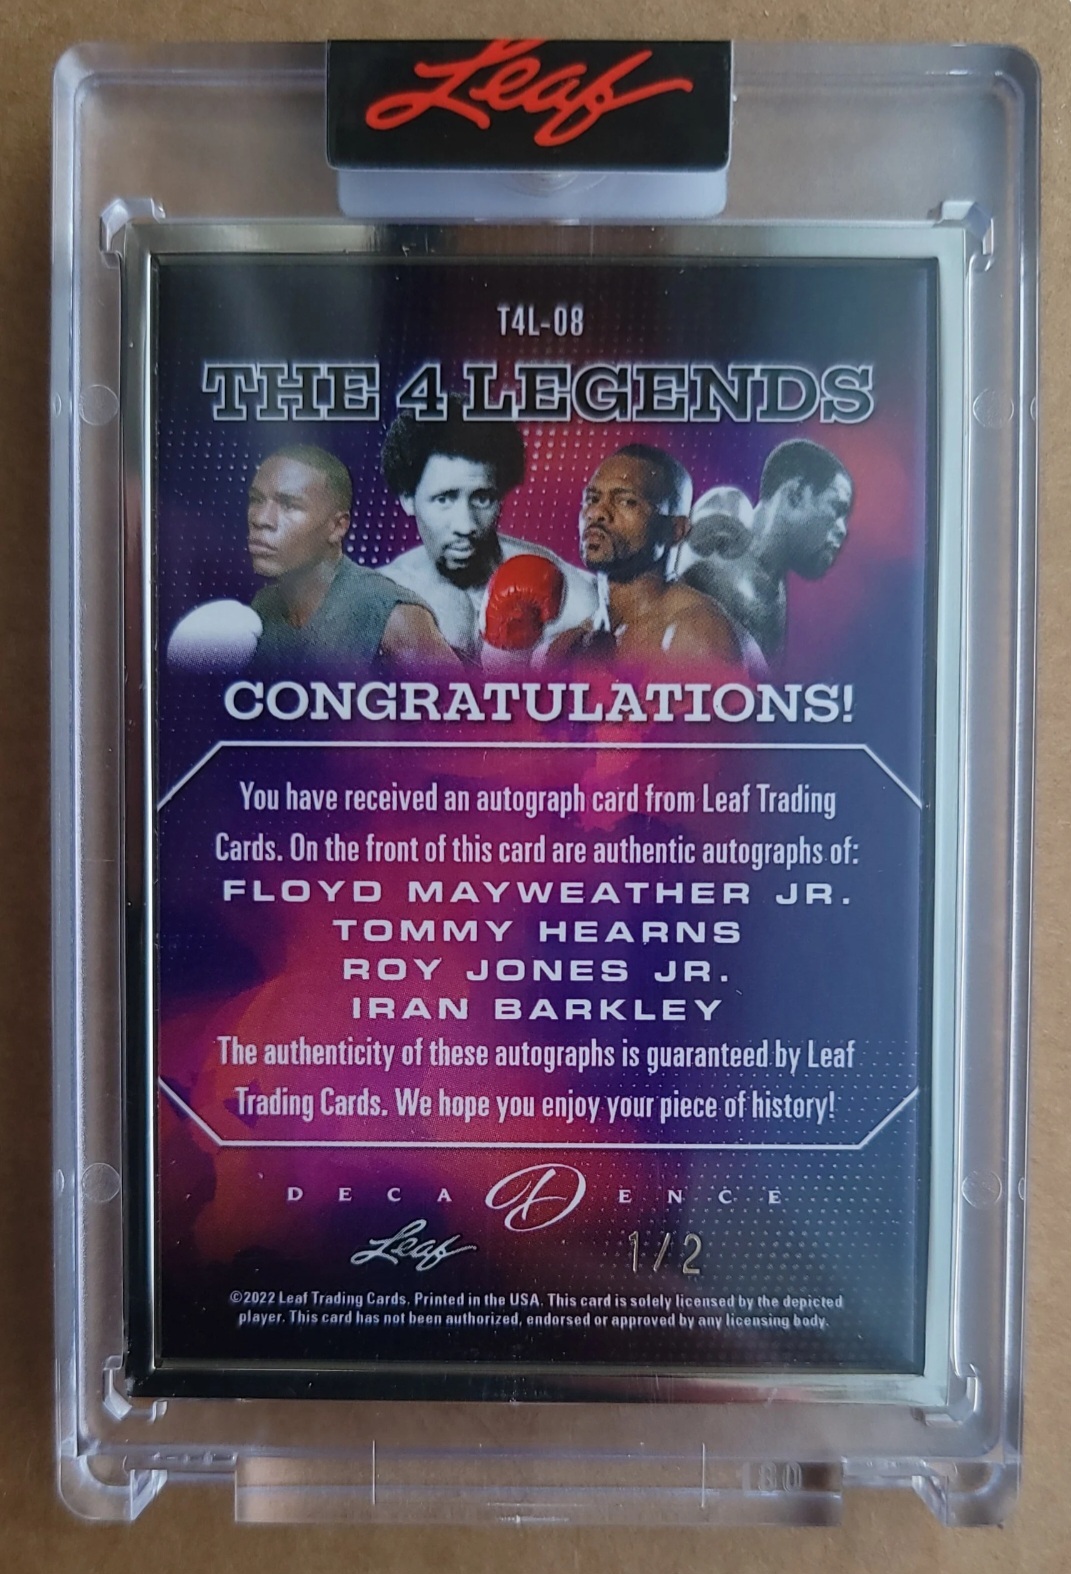 Leaf
T4L-08
THE 4 LEGENDS
CONGRATULATIONS!
You have received an autograph card from Leaf Trading
Cards. On the front of this card are authentic autographs of:
FLOYD MAYWEATHER JR.
TOMMY HEARNS
ROY JONES JR.
IRAN BARKLEY
The authenticity of these autographs is guaranteed by Leaf
Trading Cards. We hope you enjoy your piece of history!
DECADENCE
Leaf 1/2
©2022 Leaf Trading Cards. Printed in the USA. This card is solely licensed by the depicted
player. This card has not been authorized, endorsed or approved by any licensing body.